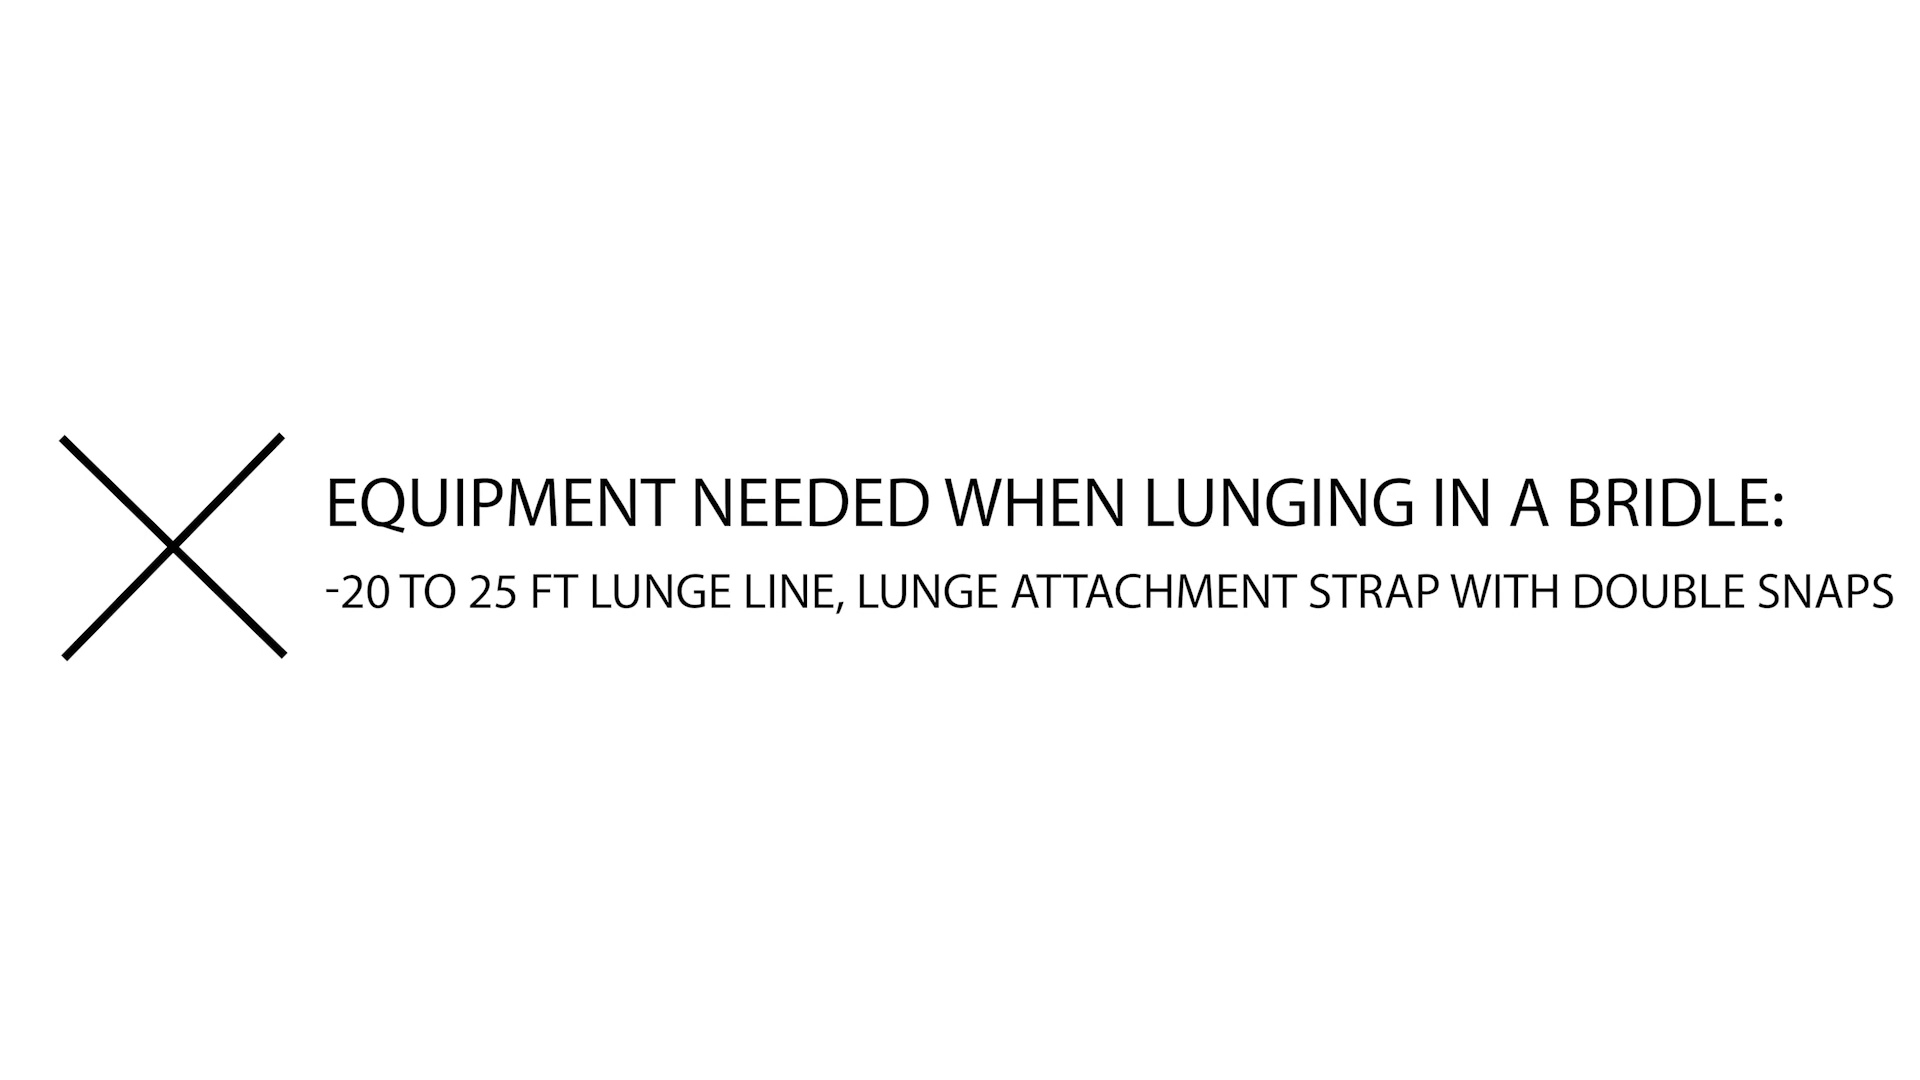 EQUIPMENT NEEDED WHEN LUNGING IN A BRIDLE:
-20 TO 25 FT LUNGE LINE, LUNGE ATTACHMENT STRAP WITH DOUBLE SNAPS